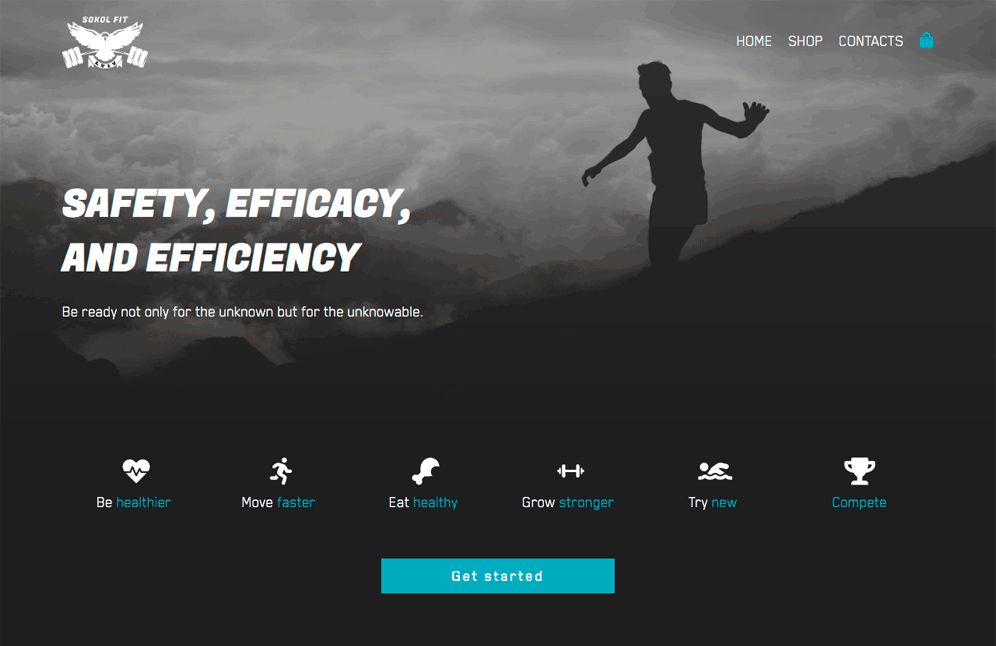 SOKOL FIT
HOME SHOP CONTACTS
SAFETY, EFFICACY,
AND EFFICIENCY
Be ready not only for the unknown but for the unknowable.
Be healthier Move faster Eat healthy Grow stronger Try new Compete
Get started